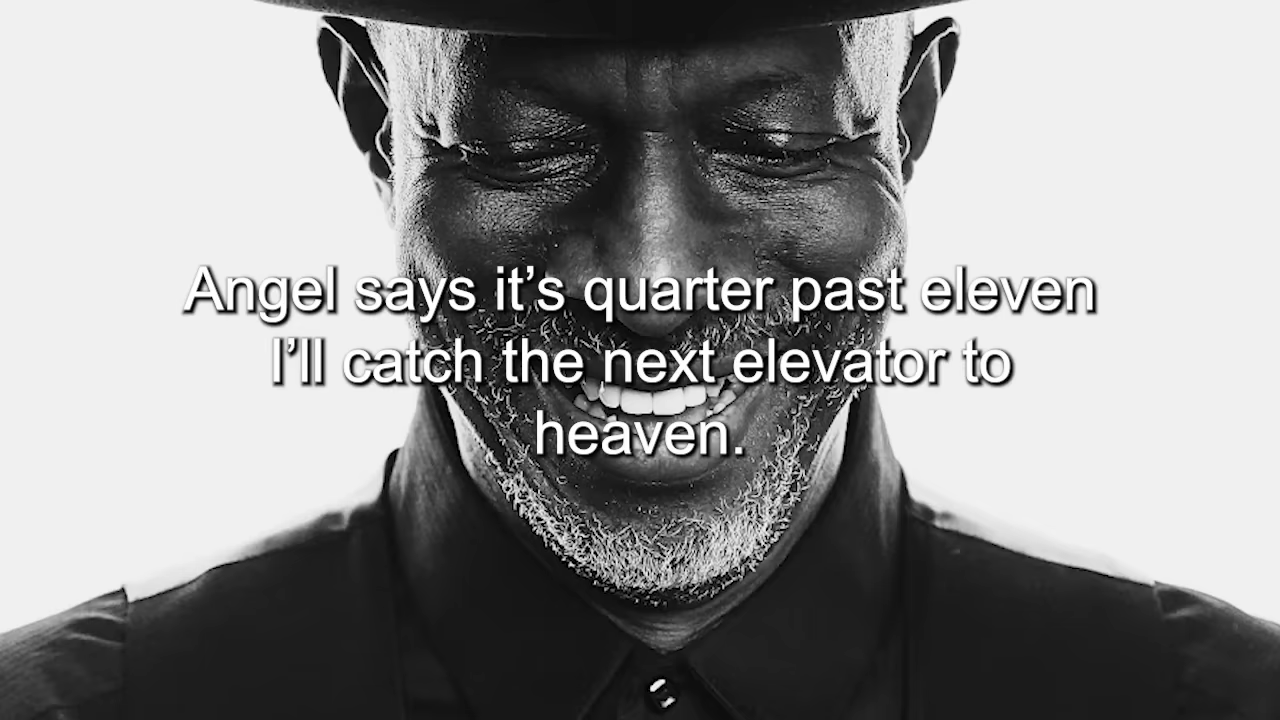 Angel says it’s quarter past eleven
I’ll catch the next elevator to
heaven.